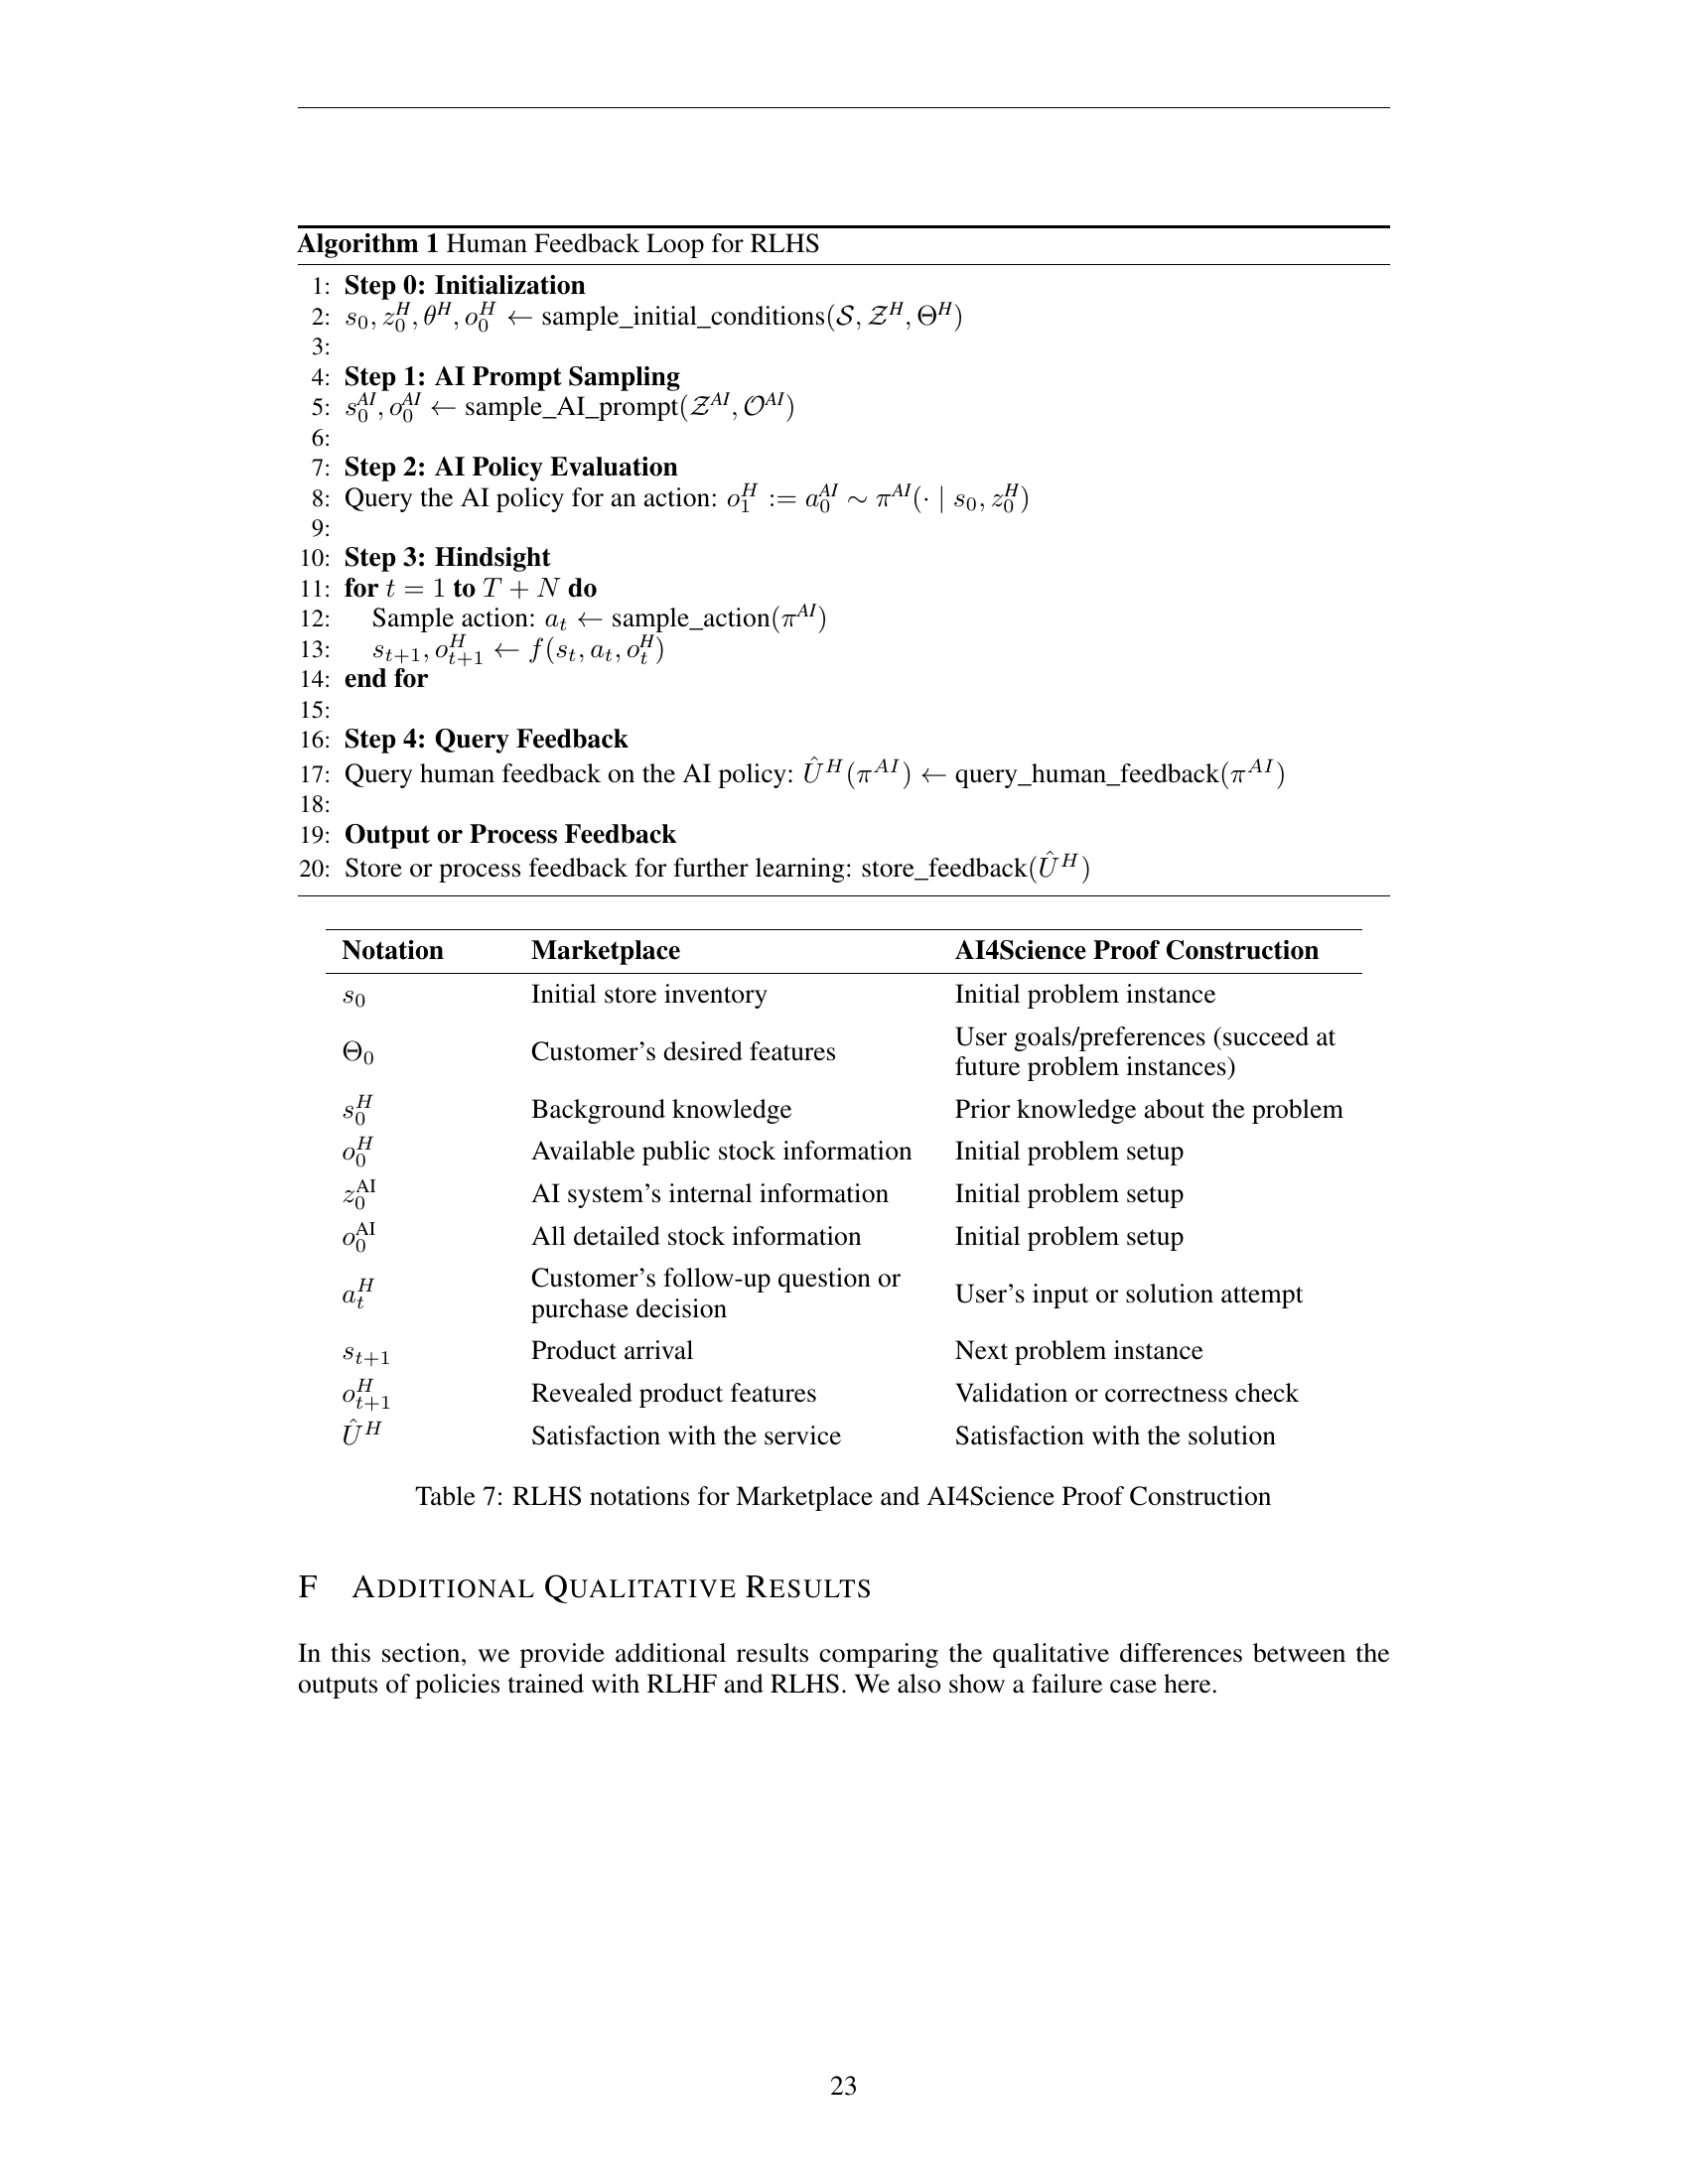 Algorithm 1 Human Feedback Loop for RLHS
1: Step 0: Initialization
2: $s_0, z_0^H, \theta^H, o_0^H \leftarrow$ sample_initial_conditions$(\mathcal{S}, \mathcal{Z}^H, \Theta^H)$
3:
4: Step 1: AI Prompt Sampling
5: $s_0^{AI}, o_0^{AI} \leftarrow$ sample_AI_prompt$(\mathcal{Z}^{AI}, \mathcal{O}^{AI})$
6:
7: Step 2: AI Policy Evaluation
8: Query the AI policy for an action: $o_1^H := a_0^{AI} \sim \pi^{AI}(\cdot \mid s_0, z_0^H)$
9:
10: Step 3: Hindsight
11: for $t = 1$ to $T + N$ do
12: Sample action: $a_t \leftarrow$ sample_action$(\pi^{AI})$
13: $s_{t+1}, o_{t+1}^H \leftarrow f(s_t, a_t, o_t^H)$
14: end for
15:
16: Step 4: Query Feedback
17: Query human feedback on the AI policy: $\hat{U}^H(\pi^{AI}) \leftarrow$ query_human_feedback$(\pi^{AI})$
18:
19: Output or Process Feedback
20: Store or process feedback for further learning: store_feedback$(\hat{U}^H)$
Notation Marketplace AI4Science Proof Construction
$s_0$ Initial store inventory Initial problem instance
$\Theta_0$ Customer's desired features User goals/preferences (succeed at
future problem instances)
$s_0^H$ Background knowledge Prior knowledge about the problem
$o_0^H$ Available public stock information Initial problem setup
$z_0^{\text{AI}}$ AI system's internal information Initial problem setup
$o_0^{\text{AI}}$ All detailed stock information Initial problem setup
$a_t^H$ Customer's follow-up question or
purchase decision User's input or solution attempt
$s_{t+1}$ Product arrival Next problem instance
$o_{t+1}^H$ Revealed product features Validation or correctness check
$\hat{U}^H$ Satisfaction with the service Satisfaction with the solution
Table 7: RLHS notations for Marketplace and AI4Science Proof Construction
F ADDITIONAL QUALITATIVE RESULTS
In this section, we provide additional results comparing the qualitative differences between the
outputs of policies trained with RLHF and RLHS. We also show a failure case here.
23